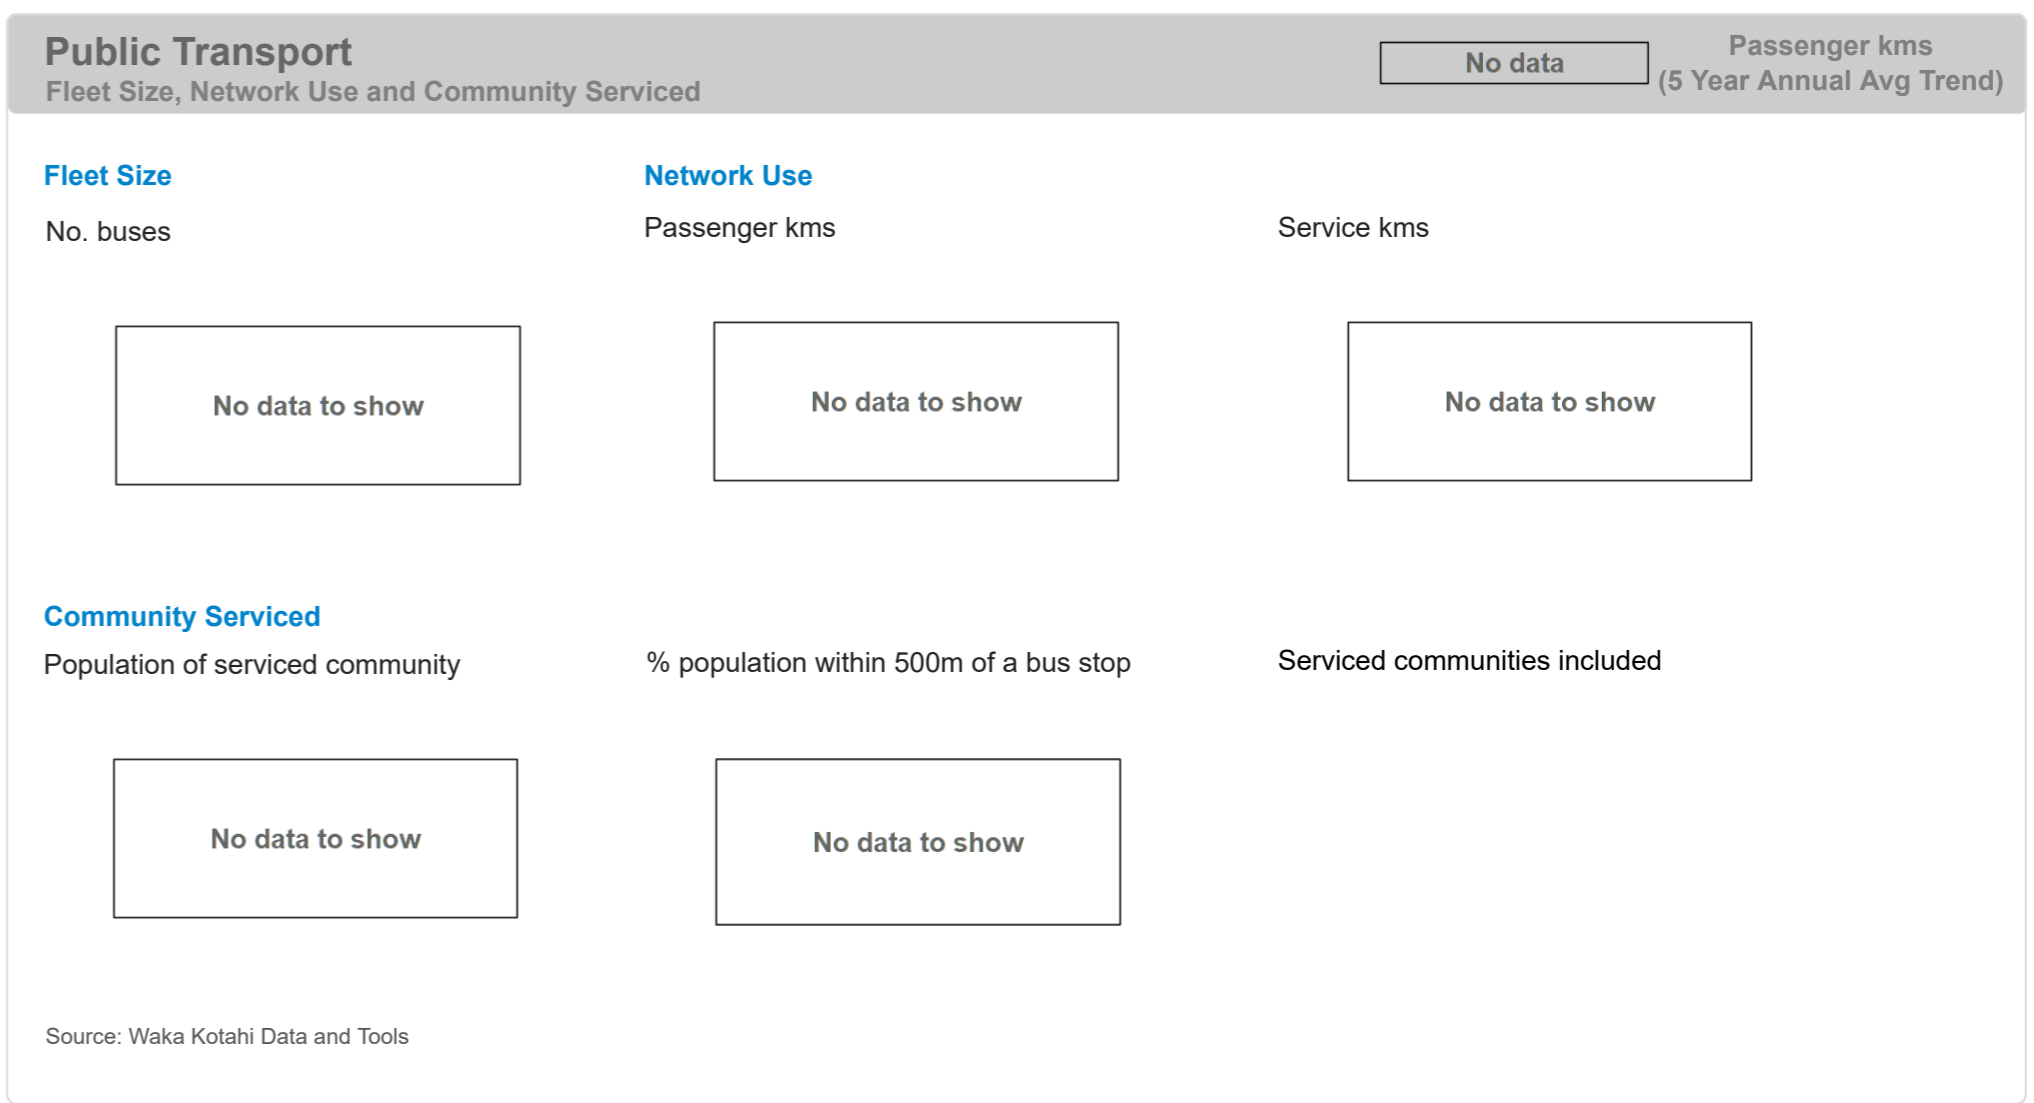 Public Transport
Fleet Size, Network Use and Community Serviced
No data
Passenger kms
(5 Year Annual Avg Trend)
Fleet Size
No. buses
No data to show
Network Use
Passenger kms
No data to show
Service kms
No data to show
Community Serviced
Population of serviced community
No data to show
% population within 500m of a bus stop
No data to show
Serviced communities included
Source: Waka Kotahi Data and Tools